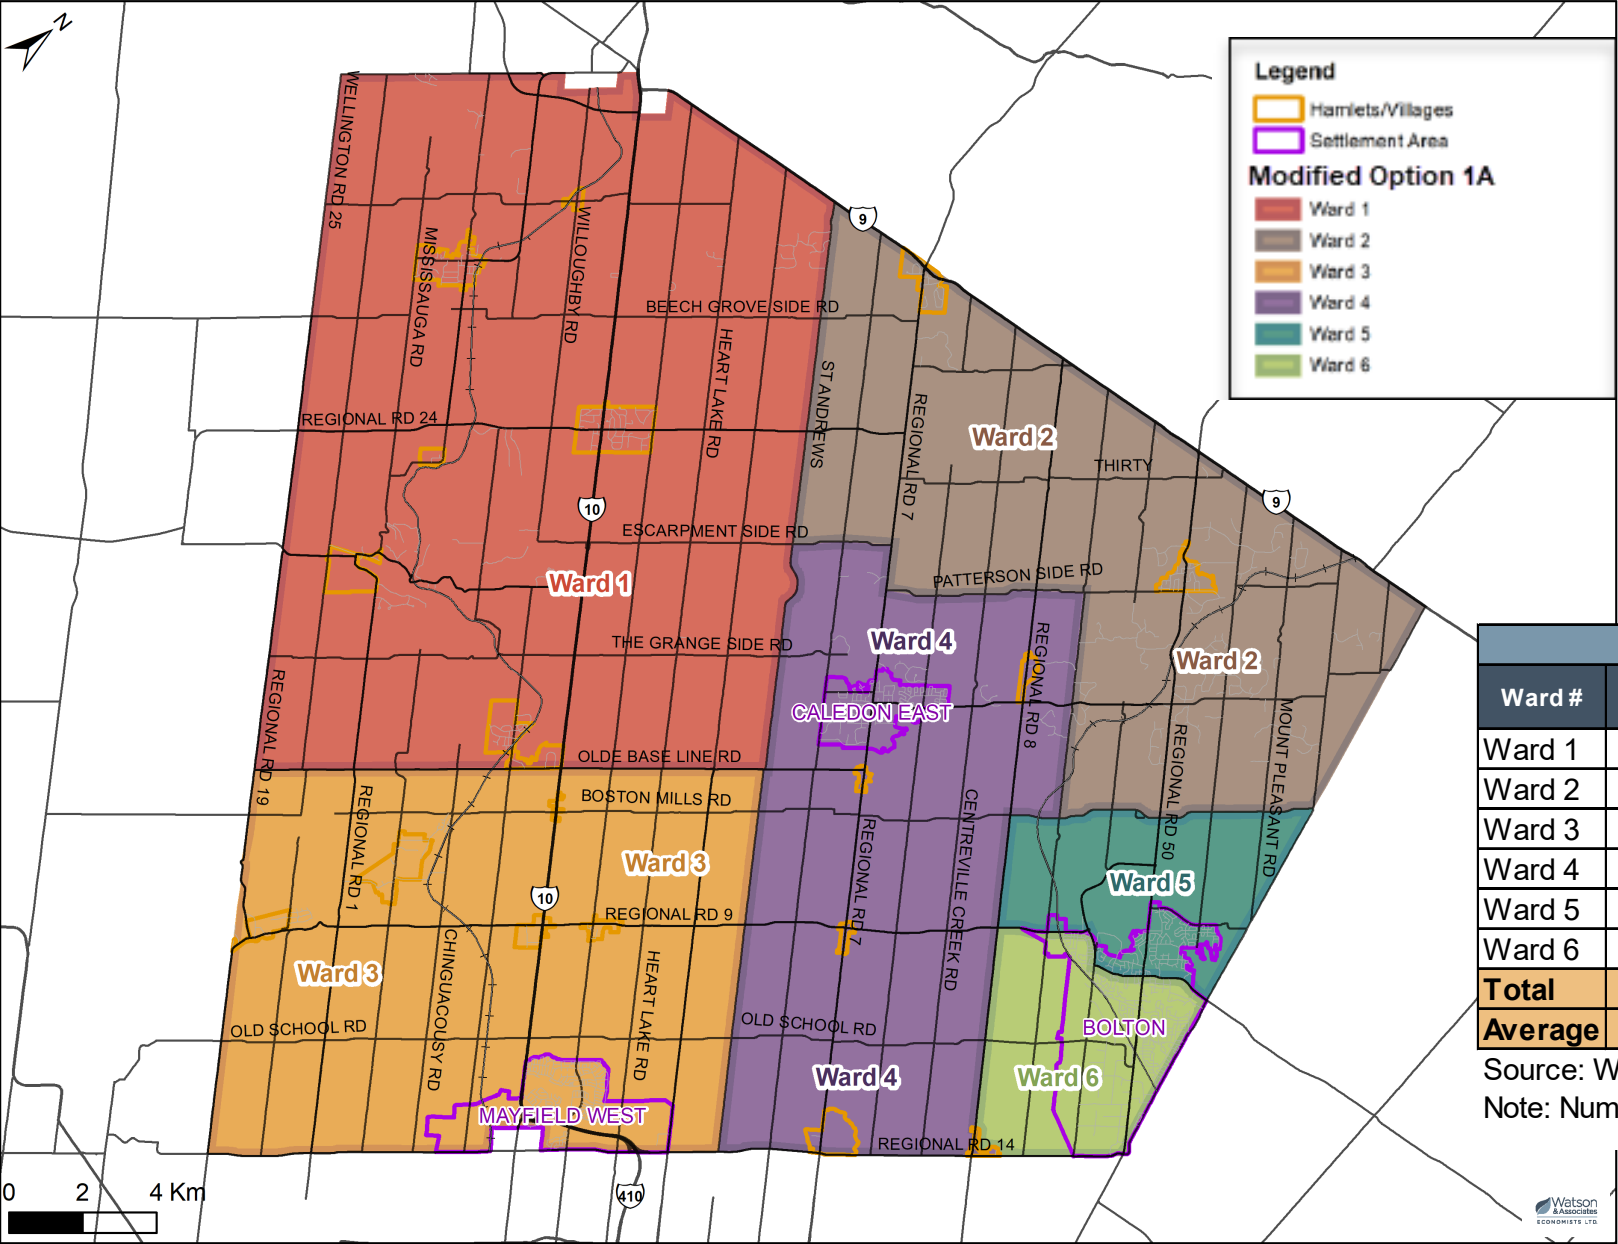 N
Legend
Hamlets/Villages
Settlement Area
Modified Option 1A
Ward 1
Ward 2
Ward 3
Ward 4
Ward 5
Ward 6
WELLINGTON RD 25
MISSISSAUGA RD
WILLOUGHBY RD
9
BEECH GROVE SIDE RD
HEART LAKE RD
ST ANDREWS
REGIONAL RD 7
REGIONAL RD 24
Ward 2
THIRTY
9
10
ESCARPMENT SIDE RD
Ward 1
PATTERSON SIDE RD
THE GRANGE SIDE RD
Ward 4
REGIONAL RD 8
Ward 2
REGIONAL RD 19
CALEDON EAST
MOUNT PLEASANT RD
REGIONAL RD 50
OLDE BASE LINE RD
BOSTON MILLS RD
REGIONAL RD 1
REGIONAL RD 7
CENTREVILLE CREEK RD
Ward 3
Ward 5
10
REGIONAL RD 9
CHINGUACOUSY RD
HEART LAKE RD
Ward 3
OLD SCHOOL RD
OLD SCHOOL RD
BOLTON
Ward 4
Ward 6
MAYFIELD WEST
REGIONAL RD 14
410
0 2 4 Km
Ward #
Ward 1
Ward 2
Ward 3
Ward 4
Ward 5
Ward 6
Total
Average
Source: W
Note: Num
Watson
& Associates
ECONOMISTS LTD.